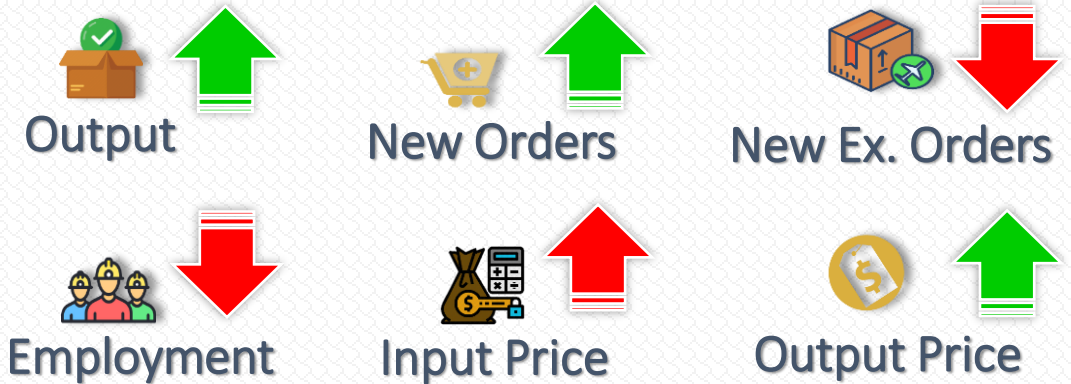 Output
New Orders
New Ex. Orders
Employment
Input Price
Output Price